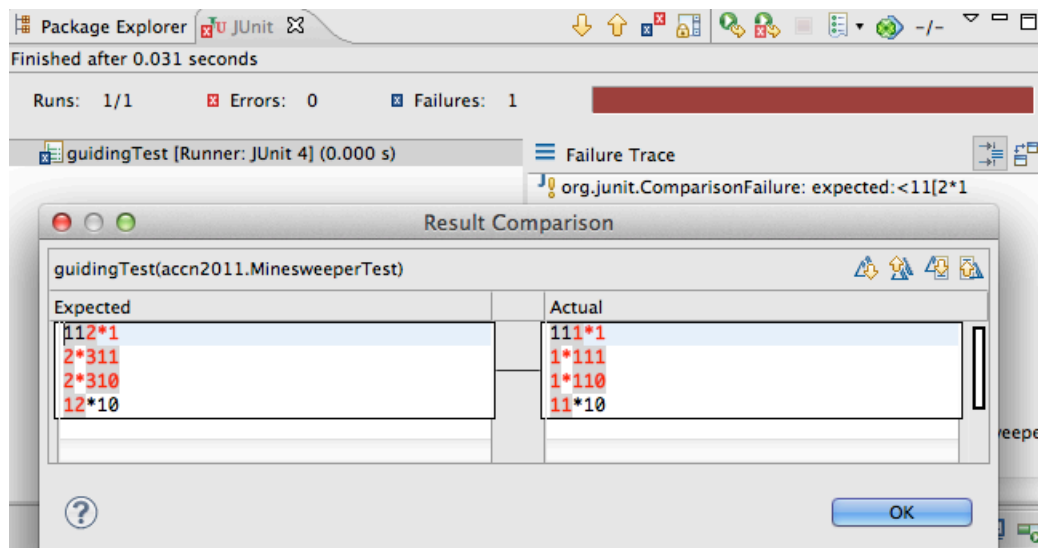 Package Explorer JUnit
Finished after 0.031 seconds
Runs: 1/1 Errors: 0 Failures: 1
guidingTest [Runner: JUnit 4] (0.000 s)
Failure Trace
org.junit.ComparisonFailure: expected:<11[2*1
Result Comparison
guidingTest(accn2011.MinesweeperTest)
Expected
112*1
2*311
2*310
12*10
Actual
111*1
1*111
1*110
11*10
OK